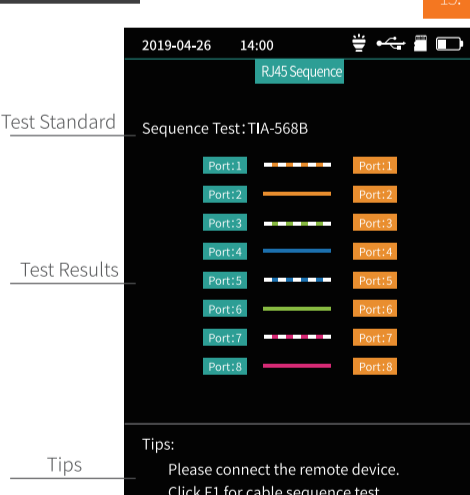 15.
2019-04-26 14:00
RJ45 Sequence
Test Standard
Sequence Test:TIA-568B
Port:1 Port:1
Port:2 Port:2
Port:3 Port:3
Port:4 Port:4
Test Results
Port:5 Port:5
Port:6 Port:6
Port:7 Port:7
Port:8 Port:8
Tips:
Tips
Please connect the remote device.
Click F1 for cable sequence test